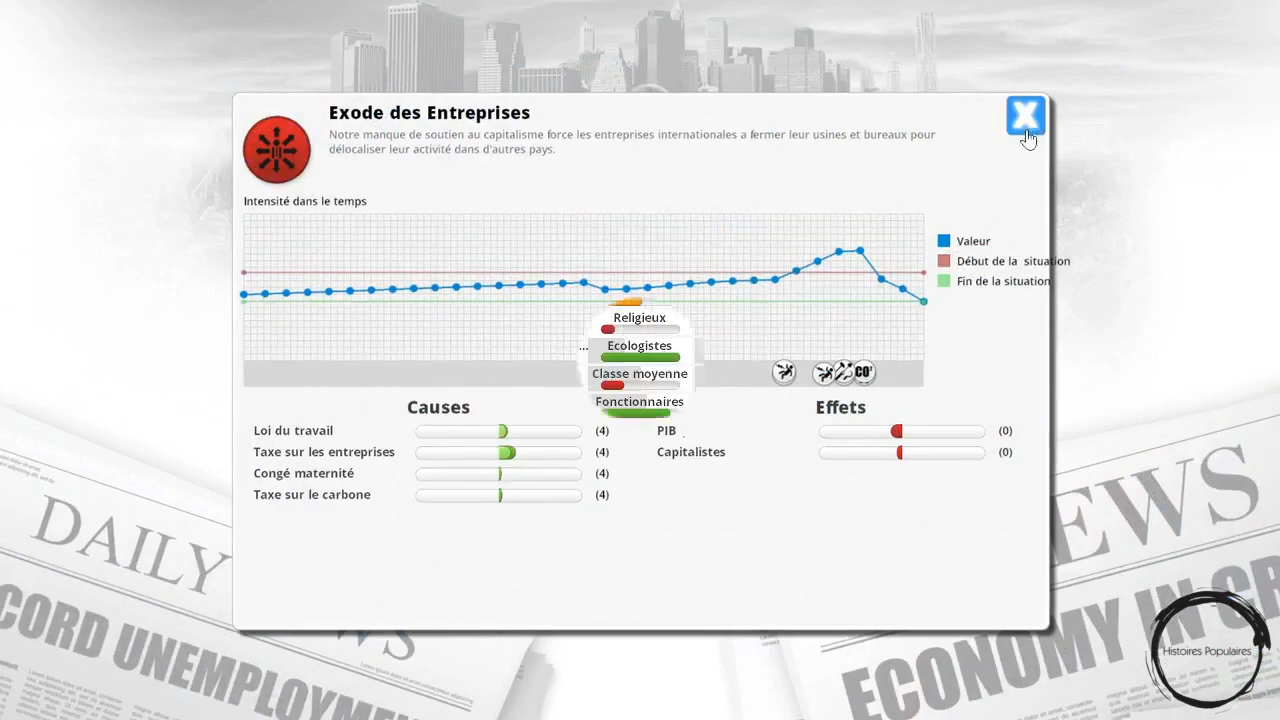 Exode des Entreprises
Notre manque de soutien au capitalisme force les entreprises internationales a fermer leur usines et bureaux pour
délocaliser leur activité dans d'autres pays.
Intensité dans le temps
Valeur
Début de la situation
Fin de la situation
Religieux
... Ecologistes
Classe moyenne
Fonctionnaires
CO²
Causes
Loi du travail (4)
Taxe sur les entreprises (4)
Congé maternité (4)
Taxe sur le carbone (4)
Effets
PIB (0)
Capitalistes (0)
DAILY
NEWS
CORD UNEMPLOYME
ECONOMY IN CR
Histoires Populaires